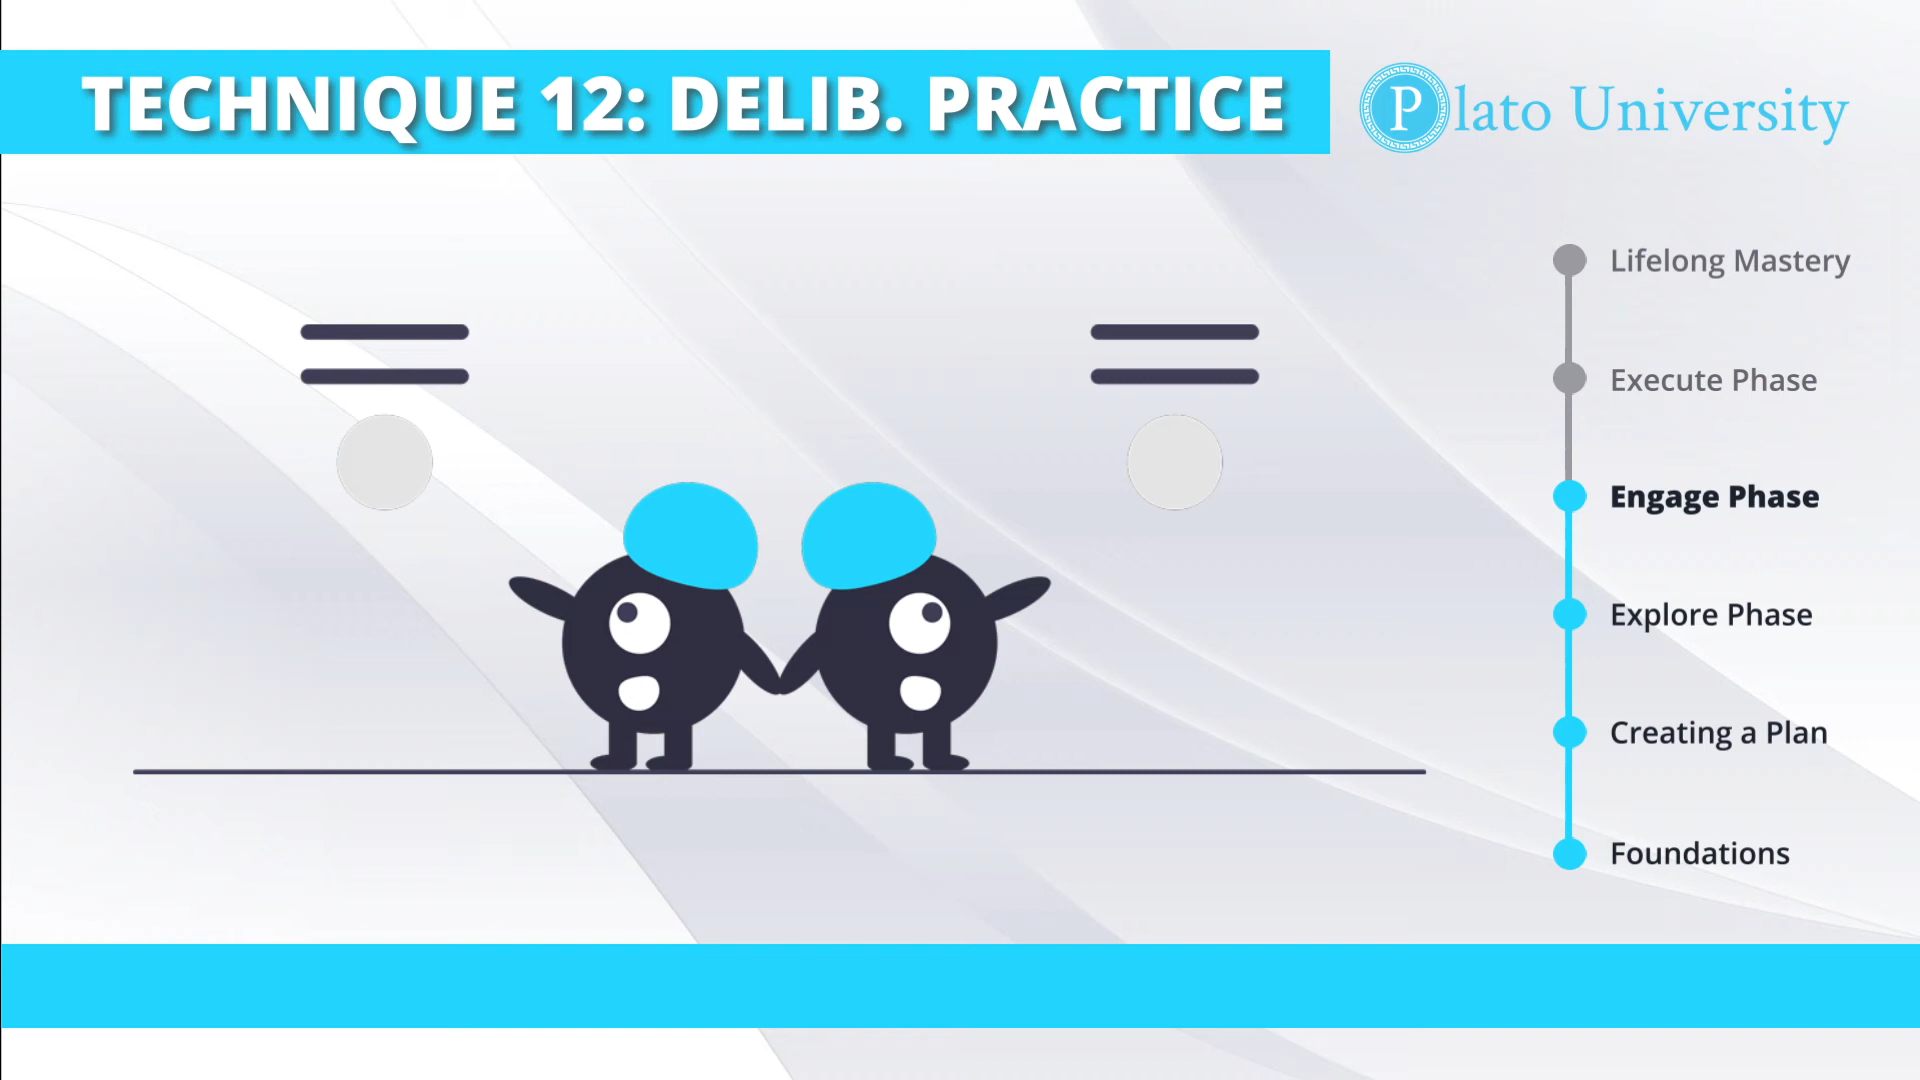 TECHNIQUE 12: DELIB. PRACTICE
Plato University
Lifelong Mastery
Execute Phase
Engage Phase
Explore Phase
Creating a Plan
Foundations